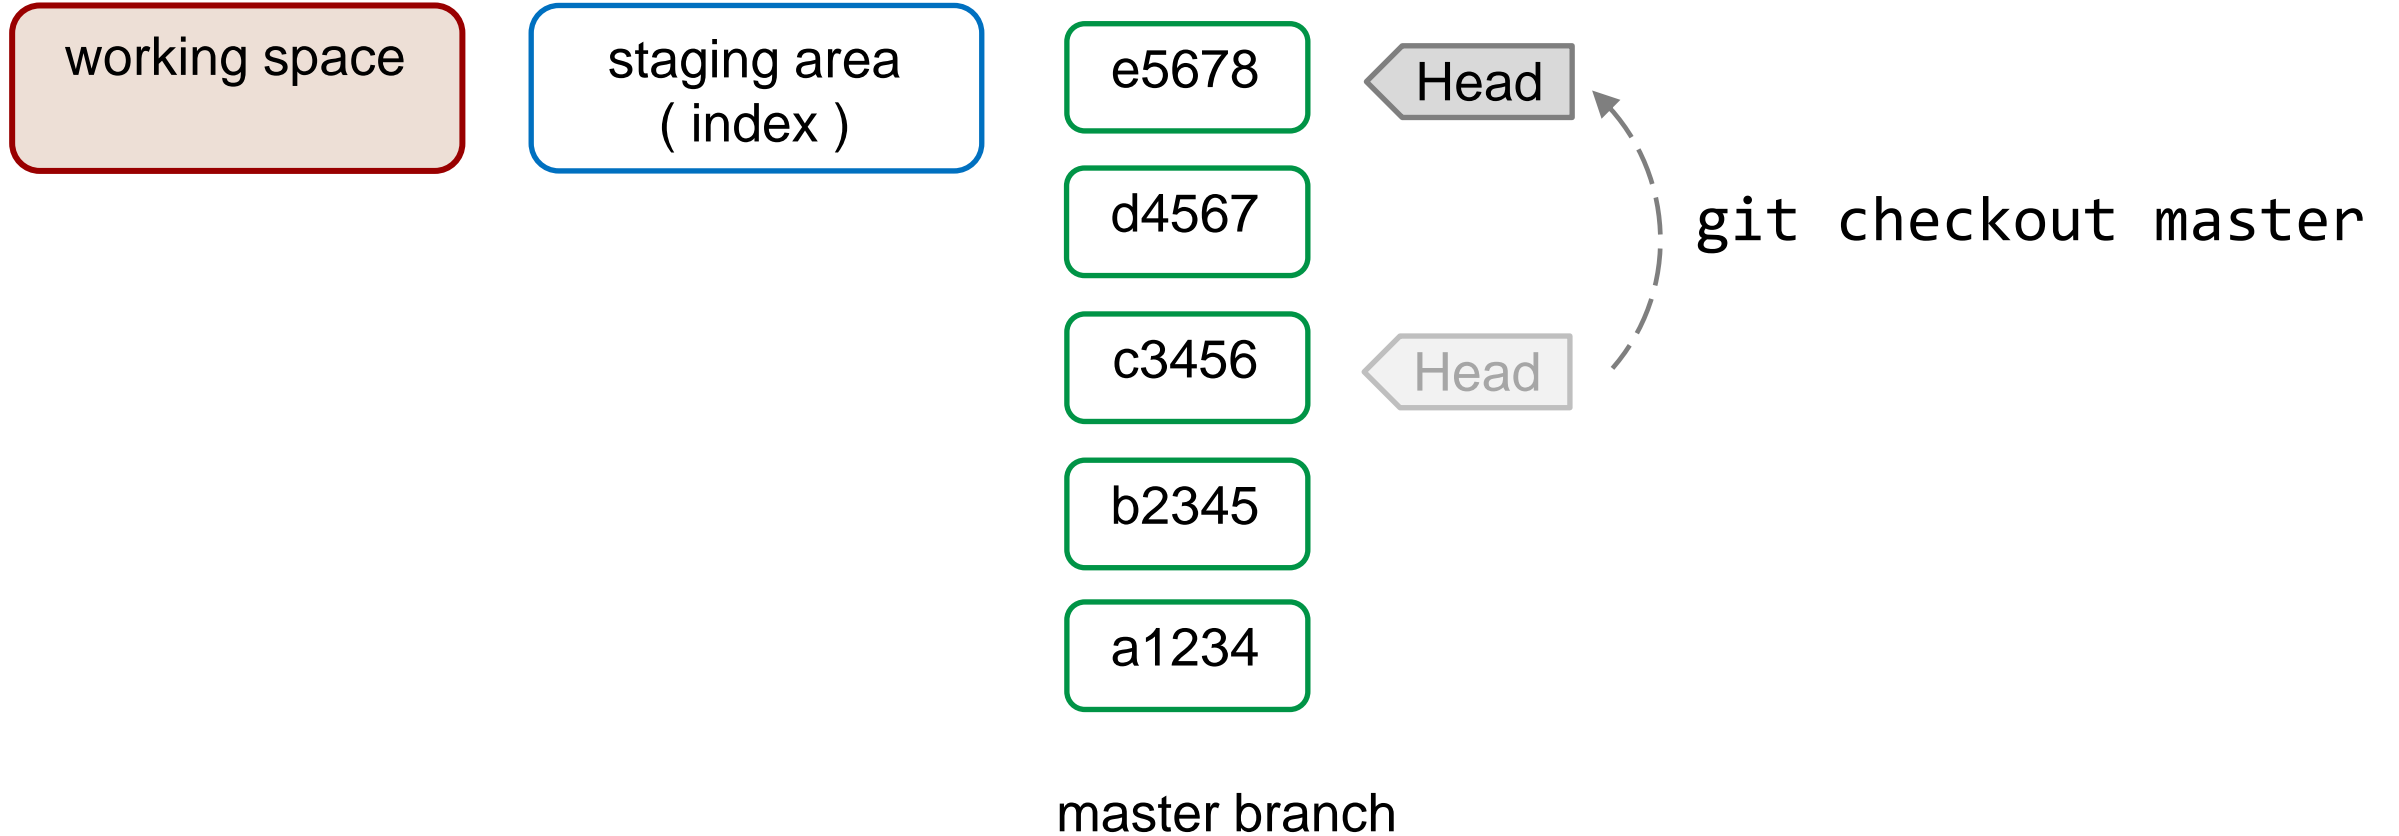 working space
staging area
( index )
e5678
Head
d4567
git checkout master
c3456
Head
b2345
a1234
master branch